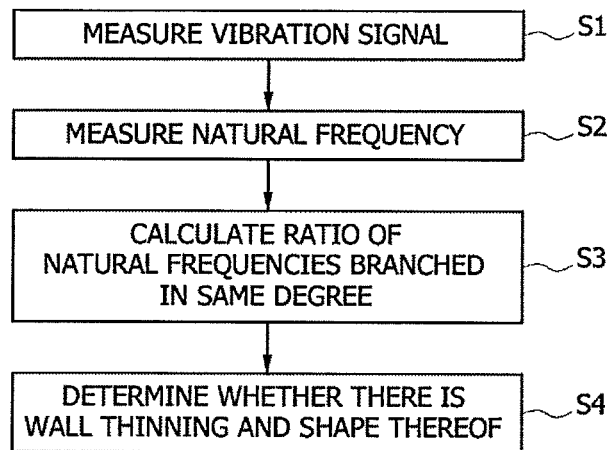 MEASURE VIBRATION SIGNAL
S1
MEASURE NATURAL FREQUENCY
S2
CALCULATE RATIO OF
NATURAL FREQUENCIES BRANCHED
IN SAME DEGREE
S3
DETERMINE WHETHER THERE IS
WALL THINNING AND SHAPE THEREOF
S4